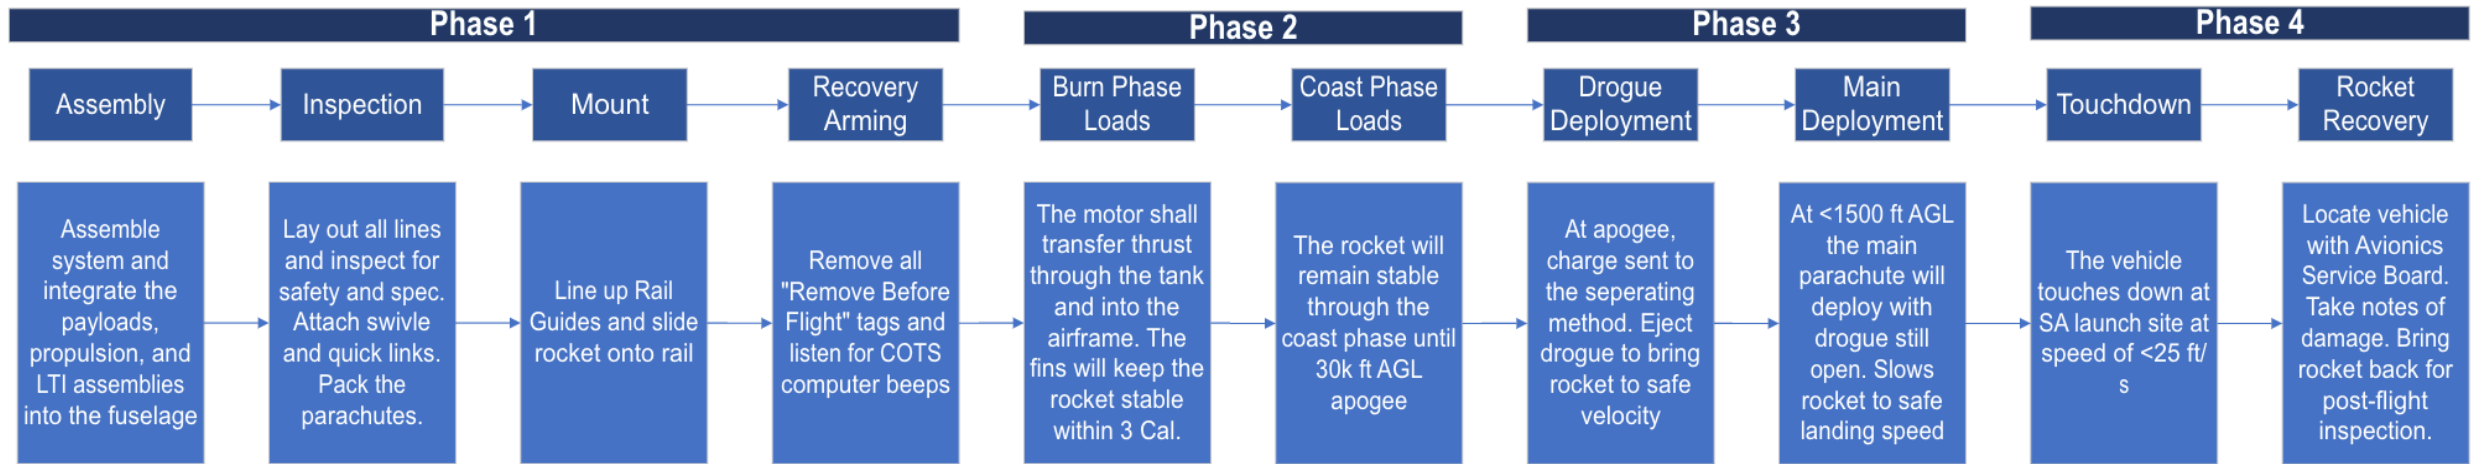 Phase 1
Phase 2
Phase 3
Phase 4
Assembly
Inspection
Mount
Recovery
Arming
Burn Phase
Loads
Coast Phase
Loads
Drogue
Deployment
Main
Deployment
Touchdown
Rocket
Recovery
Assemble
system and
integrate the
payloads,
propulsion, and
LTI assemblies
into the fuselage
Lay out all lines
and inspect for
safety and spec.
Attach swivle
and quick links.
Pack the
parachutes.
Line up Rail
Guides and slide
rocket onto rail
Remove all
"Remove Before
Flight" tags and
listen for COTS
computer beeps
The motor shall
transfer thrust
through the tank
and into the
airframe. The
fins will keep the
rocket stable
within 3 Cal.
The rocket will
remain stable
through the
coast phase until
30k ft AGL
apogee
At apogee,
charge sent to
the seperating
method. Eject
drogue to bring
rocket to safe
velocity
At <1500 ft AGL
the main
parachute will
deploy with
drogue still
open. Slows
rocket to safe
landing speed
The vehicle
touches down at
SA launch site at
speed of <25 ft/
s
Locate vehicle
with Avionics
Service Board.
Take notes of
damage. Bring
rocket back for
post-flight
inspection.